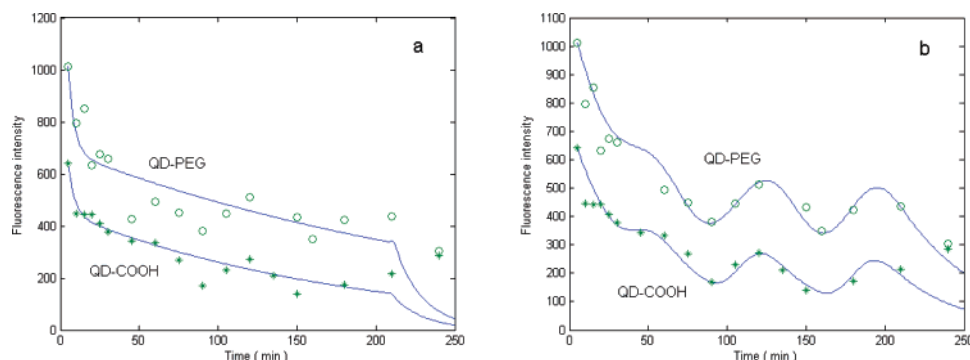 a
1200
1000
800
600
400
200
0
Fluorescence intensity
QD-PEG
QD-COOH
0 50 100 150 200 250
Time ( min )
b
1100
1000
900
800
700
600
500
400
300
200
100
0
Fluorescence intensity
QD-PEG
QD-COOH
0 50 100 150 200 250
Time ( min )